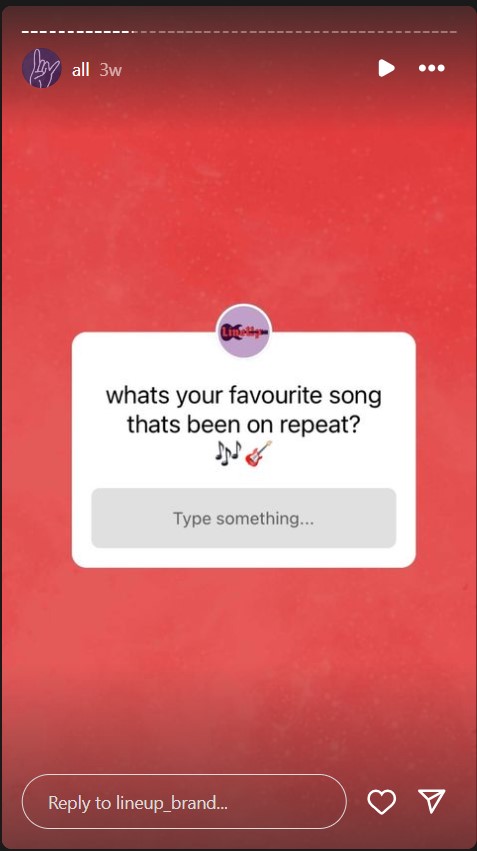 all 3w
whats your favourite song
thats been on repeat?
🎶🎸
Type something...
Reply to lineup_brand...